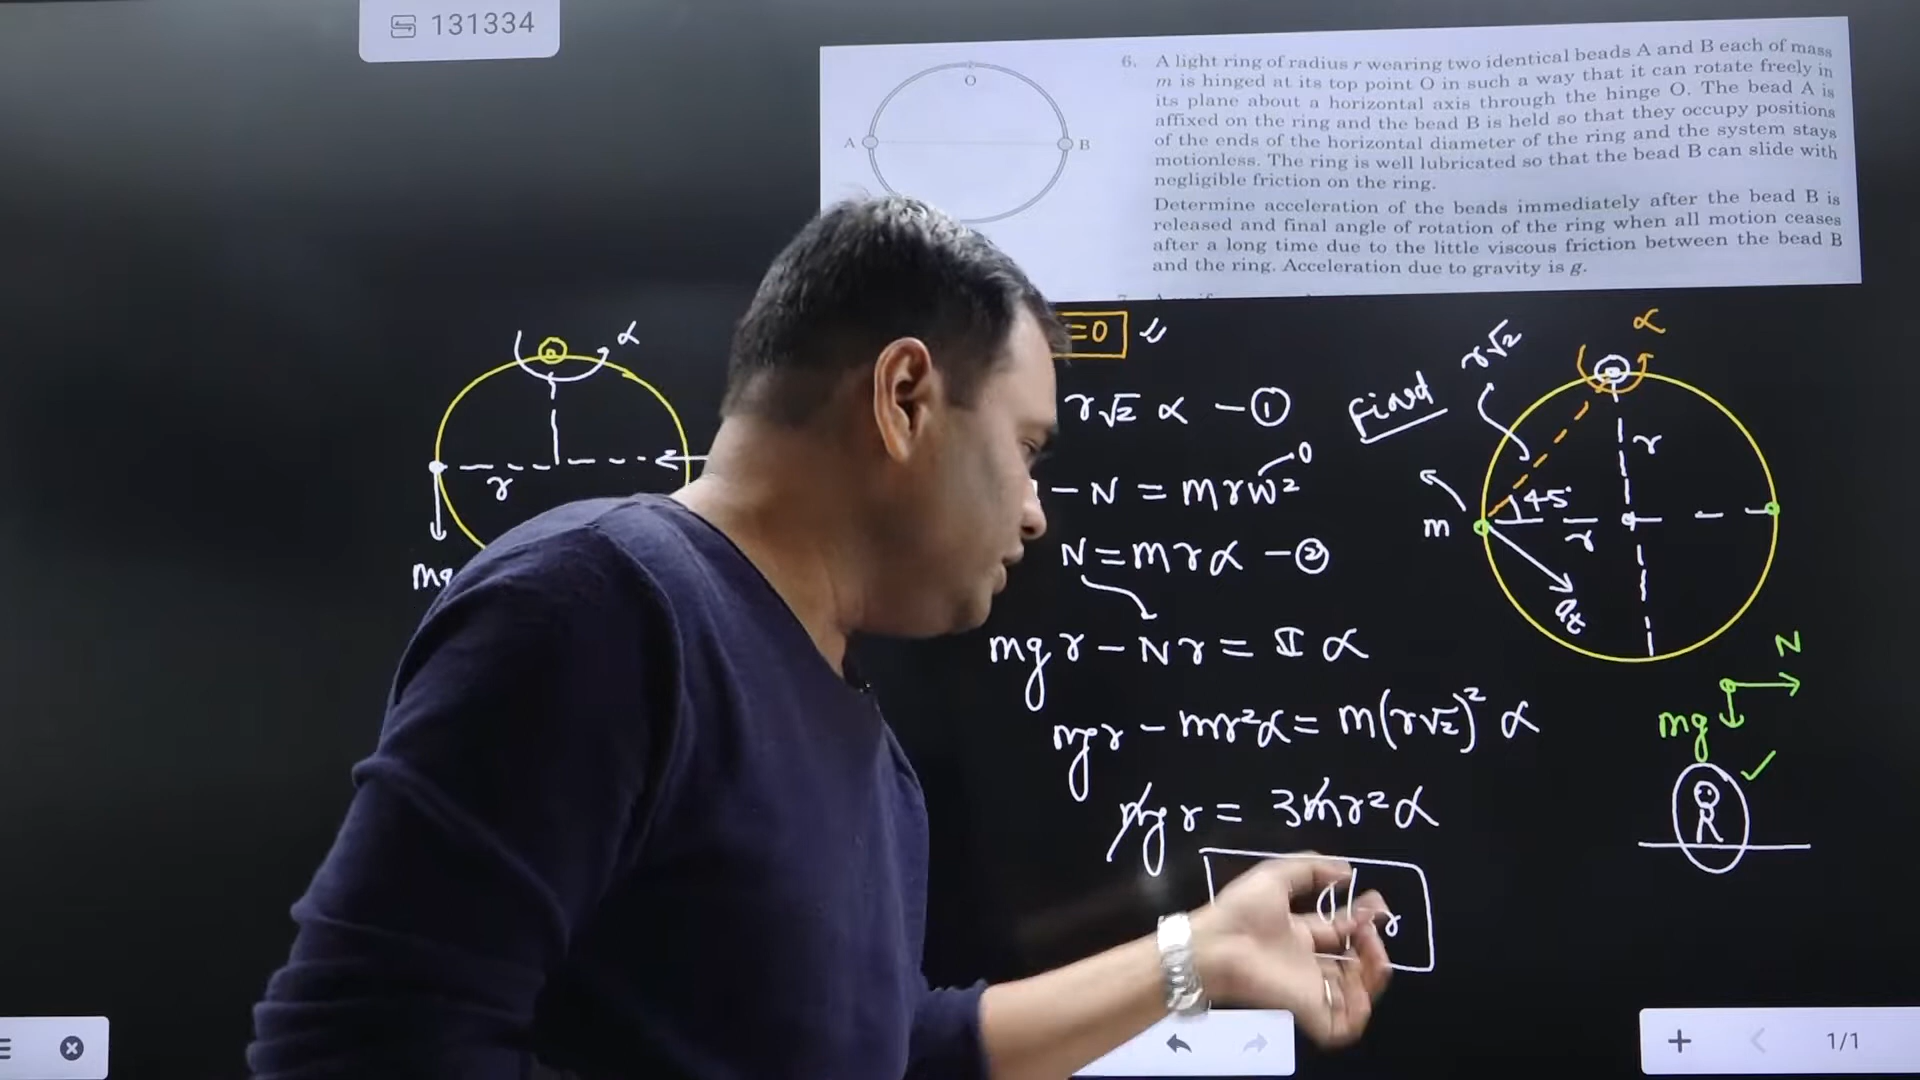 131334
6. A light ring of radius r wearing two identical beads A and B each of mass
m is hinged at its top point O in such a way that it can rotate freely in
its plane about a horizontal axis through the hinge O. The bead A is
affixed on the ring and the bead B is held so that they occupy positions
of the ends of the horizontal diameter of the ring and the system stays
motionless. The ring is well lubricated so that the bead B can slide with
negligible friction on the ring.
Determine acceleration of the beads immediately after the bead B is
released and final angle of rotation of the ring when all motion ceases
after a long time due to the little viscous friction between the bead B
and the ring. Acceleration due to gravity is g.
O
A
B
α
r
mg
=0
r√2 α - ①
- N = mrω² 0
N = mrα - ②
mgr - Nr = I α
mgr - mr²α = m(r√2)² α
mgr = 3mr²α
r
Find
r√2
α
r
45°
m
r
at
N
mg
1/1